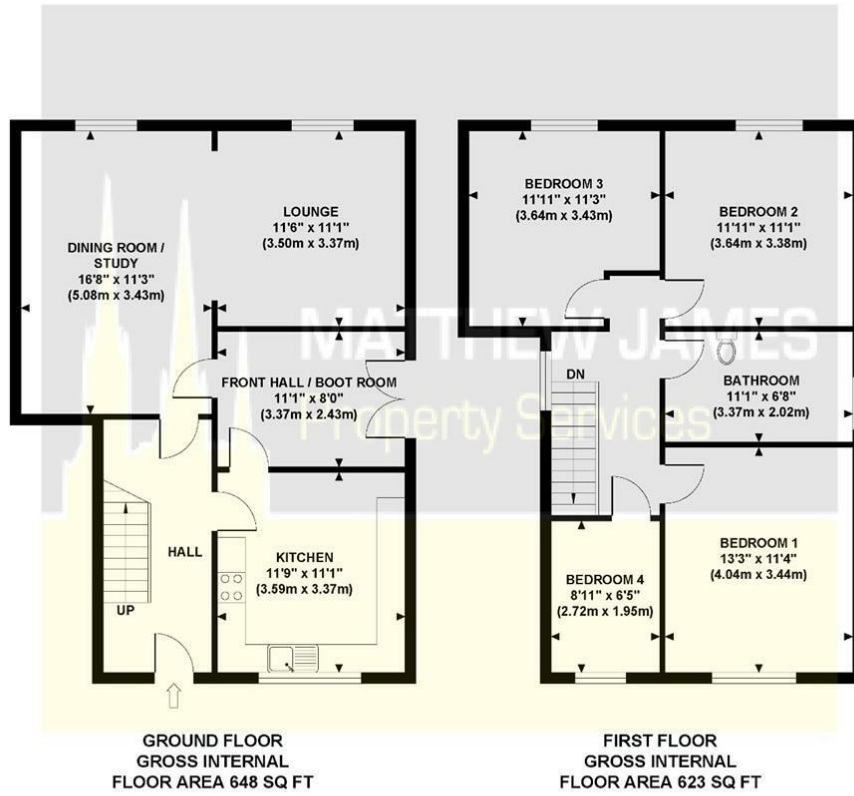 DINING ROOM /
STUDY
16'8" x 11'3"
(5.08m x 3.43m)
LOUNGE
11'6" x 11'1"
(3.50m x 3.37m)
FRONT HALL / BOOT ROOM
11'1" x 8'0"
(3.37m x 2.43m)
HALL
UP
KITCHEN
11'9" x 11'1"
(3.59m x 3.37m)
GROUND FLOOR
GROSS INTERNAL
FLOOR AREA 648 SQ FT
BEDROOM 3
11'11" x 11'3"
(3.64m x 3.43m)
BEDROOM 2
11'11" x 11'1"
(3.64m x 3.38m)
DN
BATHROOM
11'1" x 6'8"
(3.37m x 2.02m)
BEDROOM 1
13'3" x 11'4"
(4.04m x 3.44m)
BEDROOM 4
8'11" x 6'5"
(2.72m x 1.95m)
FIRST FLOOR
GROSS INTERNAL
FLOOR AREA 623 SQ FT
MATTHEW JAMES
Property Services